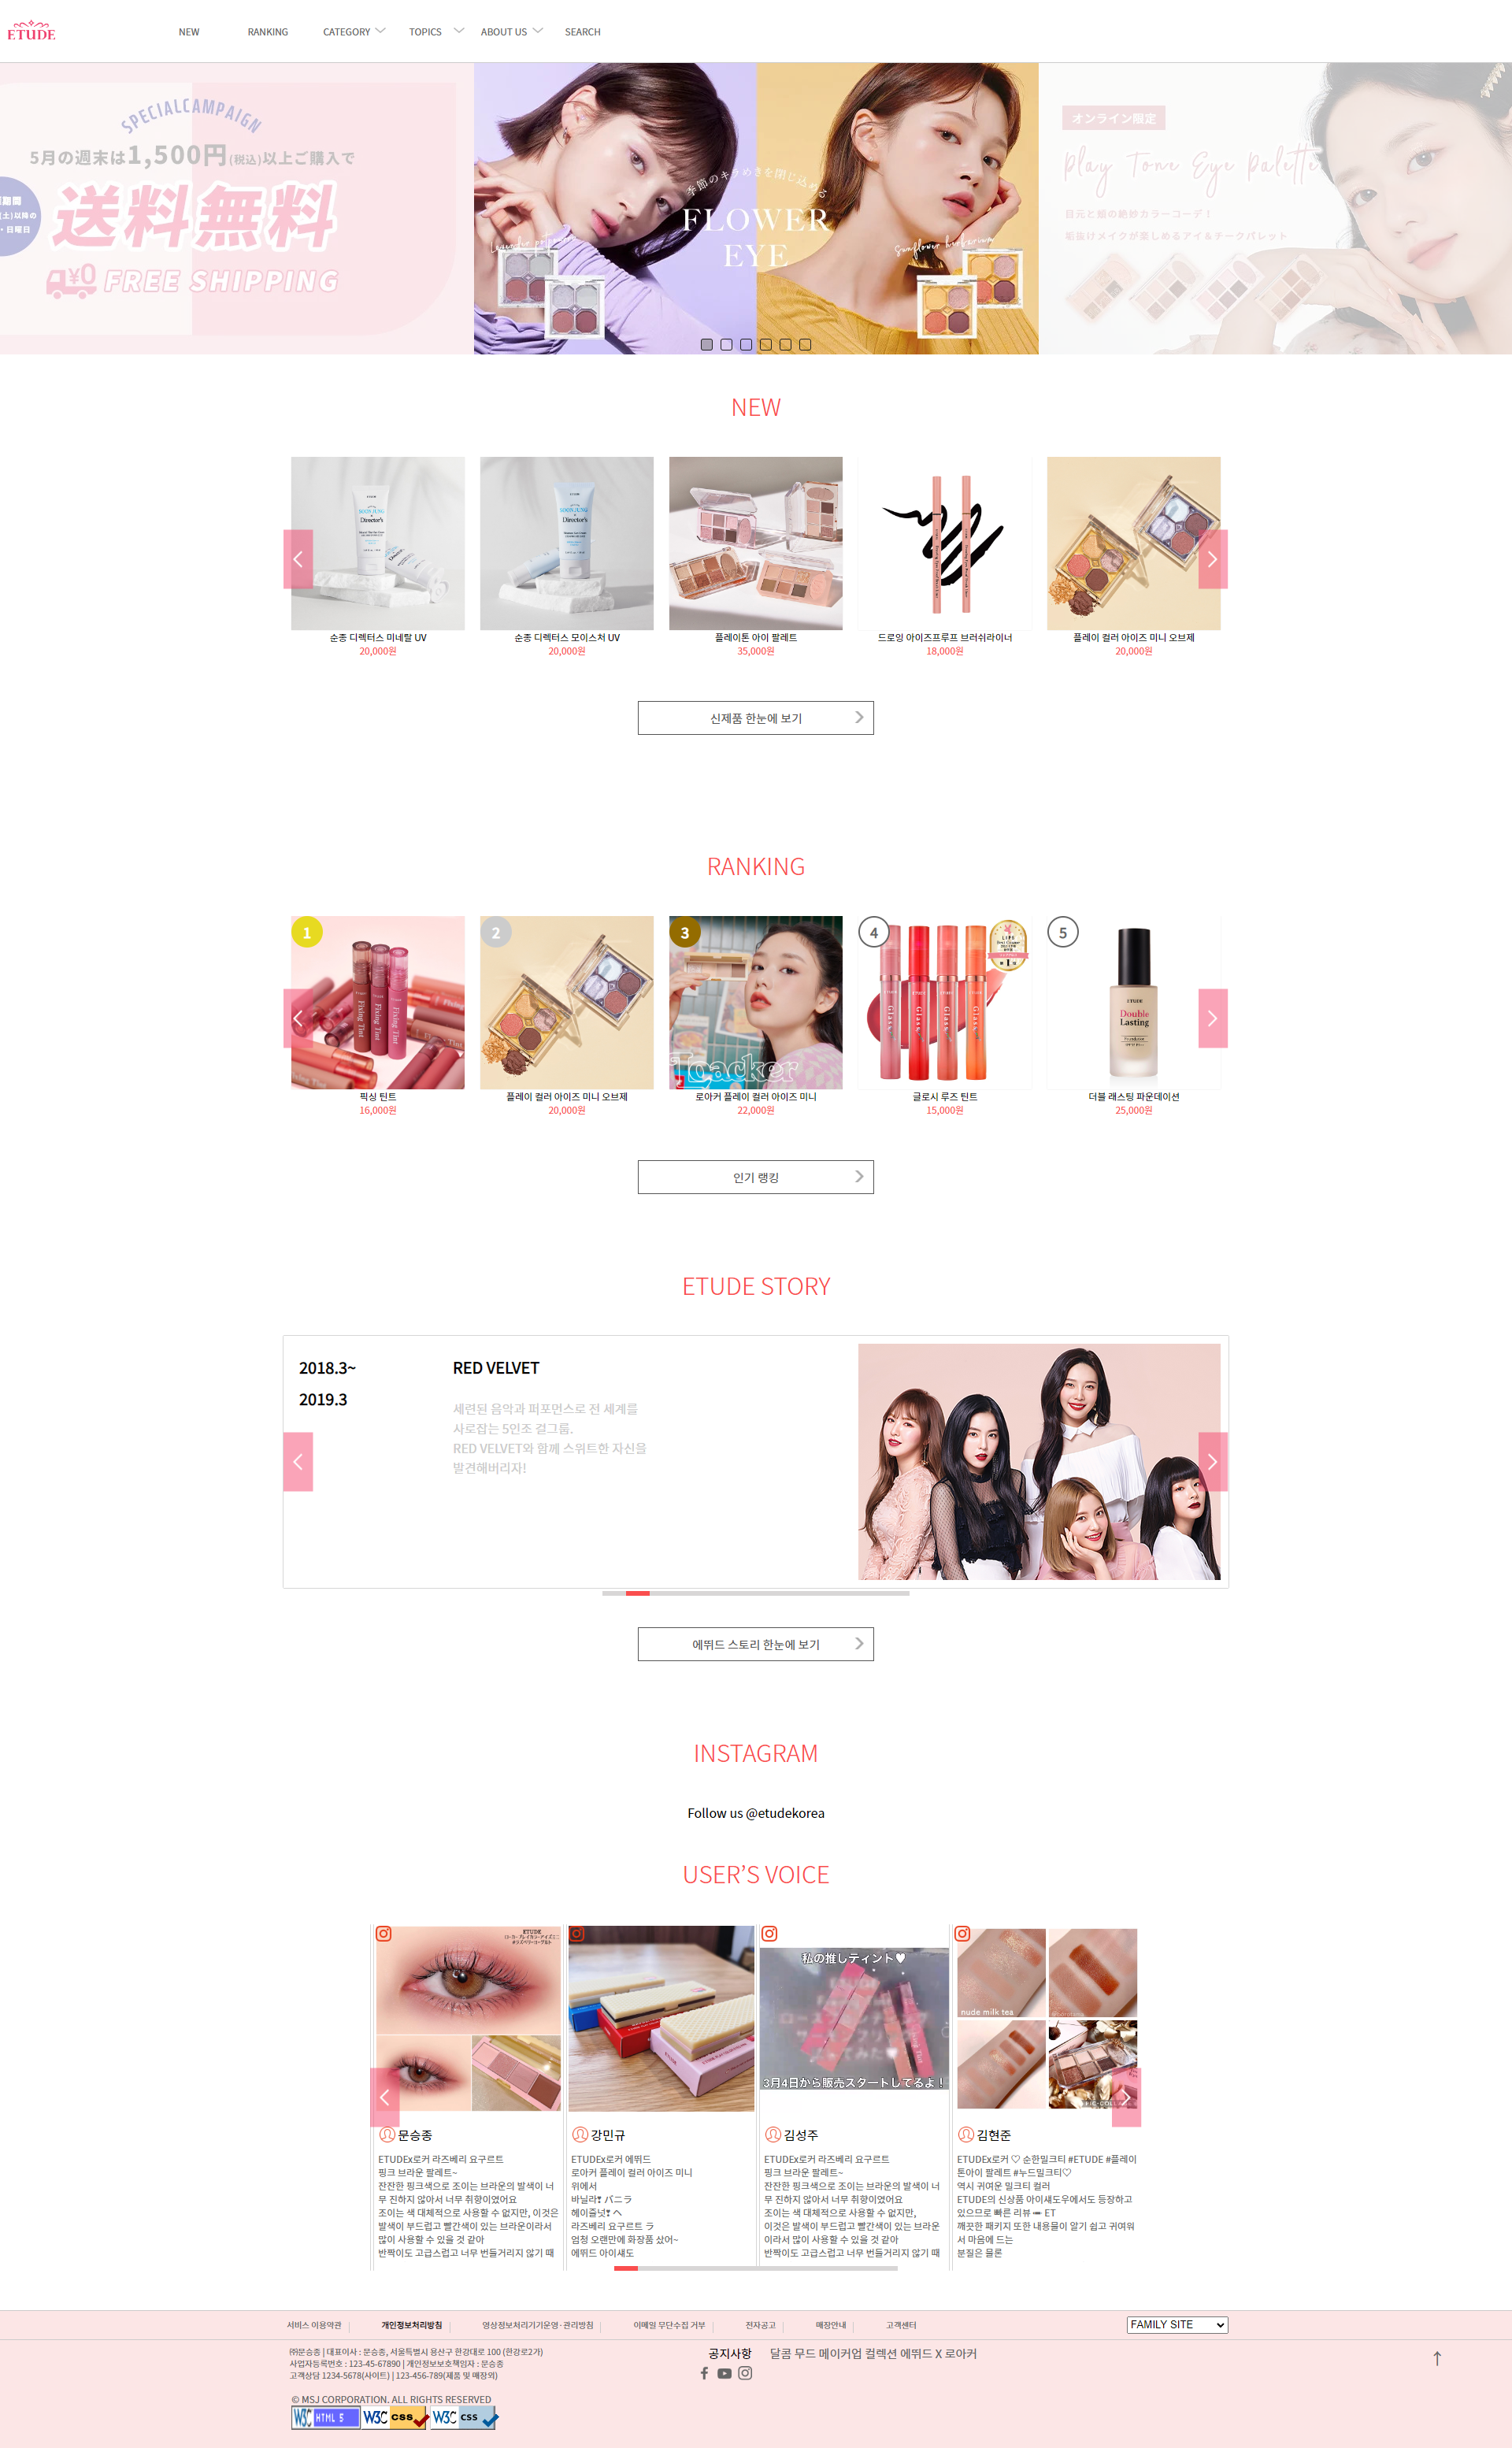 ETUDE
NEW
RANKING
CATEGORY
TOPICS
ABOUT US
SEARCH
SPECIALCAMPAIGN
5月の週末は1,500円(税込)以上ご購入で
送料無料
¥0 FREE SHIPPING
季節のキラめきを閉じ込める
FLOWER
EYE
オンライン限定
Play Tone Eye Palette
目元と頬の絶妙カラーコーデ！
垢抜けメイクが楽しめるアイ＆チークパレット
NEW
순종 디렉터스 미네랄 UV
20,000원
순종 디렉터스 모이스처 UV
20,000원
플레이톤 아이 팔레트
35,000원
드로잉 아이즈프루프 브러쉬라이너
18,000원
플레이 컬러 아이즈 미니 오브제
20,000원
신제품 한눈에 보기
RANKING
1
Fixing Tint
픽싱 틴트
16,000원
2
플레이 컬러 아이즈 미니 오브제
20,000원
3
Loacker
로아커 플레이 컬러 아이즈 미니
22,000원
4
글로시 루즈 틴트
15,000원
5
ETUDE
Double
Lasting
더블 래스팅 파운데이션
25,000원
인기 랭킹
ETUDE STORY
2018.3~
2019.3
RED VELVET
세련된 음악과 퍼포먼스로 전 세계를
사로잡는 5인조 걸그룹.
RED VELVET와 함께 스위트한 자신을
발견해버리자!
에뛰드 스토리 한눈에 보기
INSTAGRAM
Follow us @etudekorea
USER'S VOICE
ETUDE
私の推しティント♥
3月4日から販売スタートしてるよ！
nude milk tea
문승종
ETUDEx로커 라즈베리 요구르트
핑크 브라운 팔레트~
잔잔한 핑크색으로 조이는 브라운의 발색이 너
무 진하지 않아서 너무 취향이였어요
조이는 색 대체적으로 사용할 수 없지만, 이것은
발색이 부드럽고 빨간색이 있는 브라운이라서
많이 사용할 수 있을 것 같아
반짝이도 고급스럽고 너무 번들거리지 않기 때
강민규
ETUDEx로커 에뛰드
로아커 플레이 컬러 아이즈 미니
위에서
바닐라❣ バニラ
헤이즐넛❣ ヘ
라즈베리 요구르트 ラ
엄청 오랜만에 화장품 샀어~
에뛰드 아이섀도
김성주
ETUDEx로커 라즈베리 요구르트
핑크 브라운 팔레트~
잔잔한 핑크색으로 조이는 브라운의 발색이 너
무 진하지 않아서 너무 취향이였어요
조이는 색 대체적으로 사용할 수 없지만,
이것은 발색이 부드럽고 빨간색이 있는 브라운
이라서 많이 사용할 수 있을 것 같아
반짝이도 고급스럽고 너무 번들거리지 않기 때
김현준
ETUDEx로커 ♡ 순한밀크티 #ETUDE #플레이
톤아이 팔레트 #누드밀크티♡
역시 귀여운 밀크티 컬러
ETUDE의 신상품 아이섀도우에서도 등장하고
있으므로 빠른 리뷰 ➠ ET
깨끗한 패키지 또한 내용물이 알기 쉽고 귀여워
서 마음에 드는
분질은 물론
서비스 이용약관
개인정보처리방침
영상정보처리기기운영·관리방침
이메일 무단수집 거부
전자공고
매장안내
고객센터
FAMILY SITE
㈜문승종 | 대표이사 : 문승종, 서울특별시 용산구 한강대로 100 (한강로2가)
사업자등록번호 : 123-45-67890 | 개인정보보호책임자 : 문승종
고객상담 1234-5678(사이트) | 123-456-789(제품 및 매장외)
공지사항 달콤 무드 메이커업 컬렉션 에뛰드 X 로아커
© MSJ CORPORATION. ALL RIGHTS RESERVED
W3C HTML 5
W3C CSS
W3C CSS